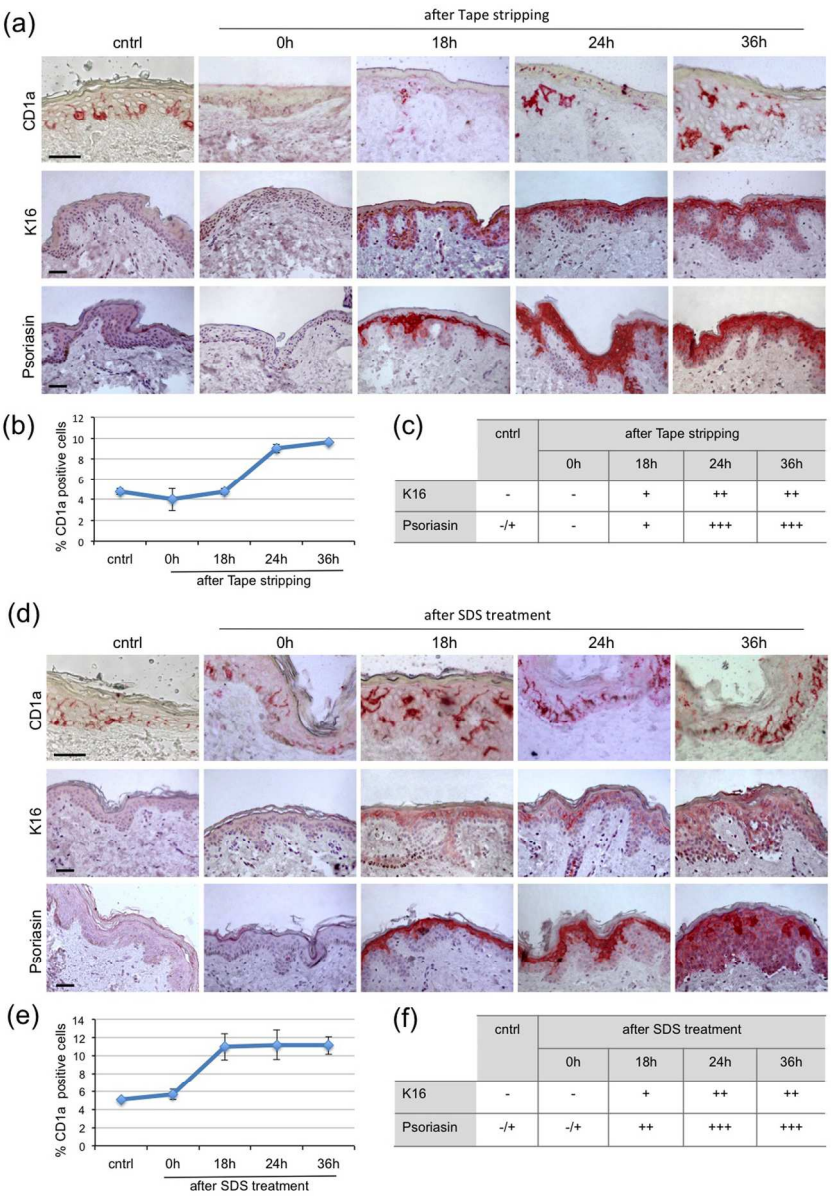 (a)
after Tape stripping
cntrl 0h 18h 24h 36h
CD1a
K16
Psoriasin
(b)
% CD1a positive cells
12
10
8
6
4
2
0
cntrl 0h 18h 24h 36h
after Tape stripping
(c)
cntrl after Tape stripping
0h 18h 24h 36h
K16 - - + ++ ++
Psoriasin -/+ - + +++ +++
(d)
after SDS treatment
cntrl 0h 18h 24h 36h
CD1a
K16
Psoriasin
(e)
% CD1a positive cells
14
12
10
8
6
4
2
0
cntrl 0h 18h 24h 36h
after SDS treatment
(f)
cntrl after SDS treatment
0h 18h 24h 36h
K16 - - + ++ ++
Psoriasin -/+ -/+ ++ +++ +++